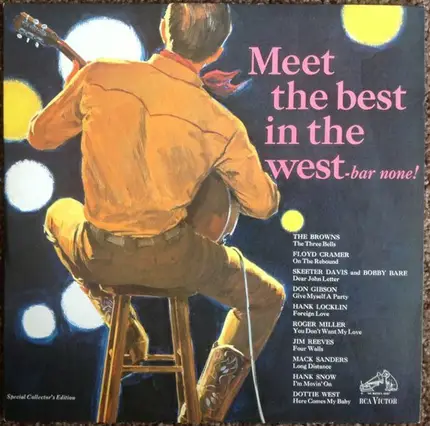 Meet
the best
in the
west-bar none!
THE BROWNS
The Three Bells
FLOYD CRAMER
On The Rebound
SKEETER DAVIS and BOBBY BARE
Dear John Letter
DON GIBSON
Give Myself A Party
HANK LOCKLIN
Foreign Love
ROGER MILLER
You Don't Want My Love
JIM REEVES
Four Walls
MACK SANDERS
Long Distance
HANK SNOW
I'm Movin' On
DOTTIE WEST
Here Comes My Baby
Special Collector's Edition
RCA VICTOR